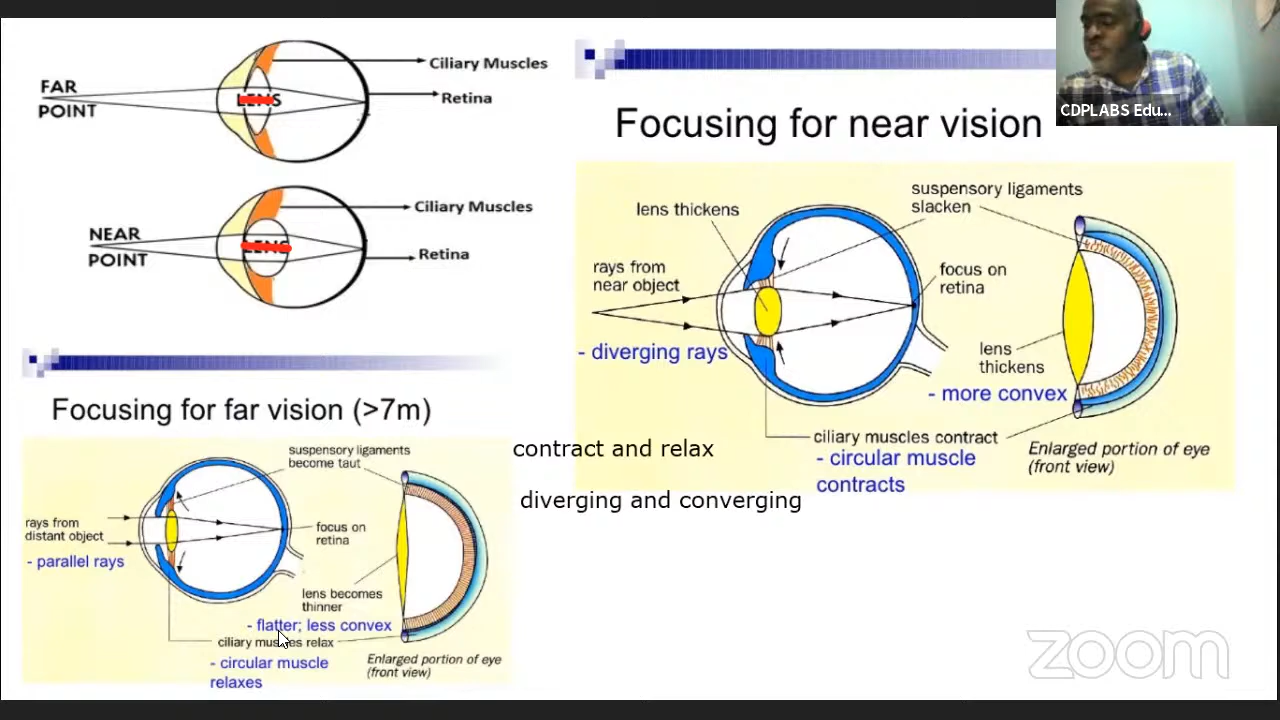 FAR
POINT
LENS
Ciliary Muscles
Retina
NEAR
POINT
LENS
Ciliary Muscles
Retina
Focusing for far vision (>7m)
suspensory ligaments
become taut
rays from
distant object
- parallel rays
focus on
retina
lens becomes
thinner
- flatter; less convex
ciliary muscles relax
- circular muscle
relaxes
Enlarged portion of eye
(front view)
CDPLABS Edu...
Focusing for near vision
suspensory ligaments
slacken
lens thickens
rays from
near object
- diverging rays
focus on
retina
lens
thickens
- more convex
ciliary muscles contract
- circular muscle
contracts
Enlarged portion of eye
(front view)
contract and relax
diverging and converging
zoom